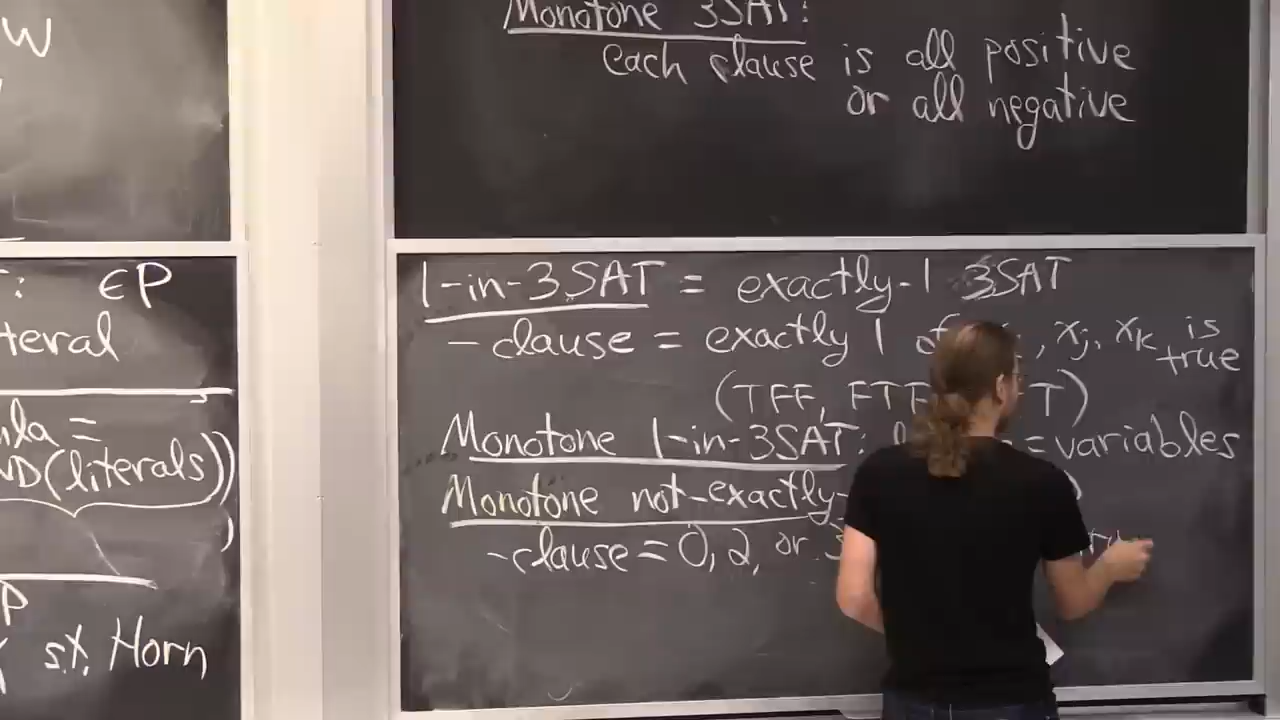 W
: ∈P
teral
ula =
ND(literals))
)
P
s.t. Horn
Monotone 3SAT:
each clause is all positive
or all negative
1-in-3SAT = exactly-1 3SAT
- clause = exactly 1 of , xj, xk is true
(TFF, FTF T)
Monotone 1-in-3SAT: = variables
Monotone not-exactly-
- clause = 0, 2, or 3